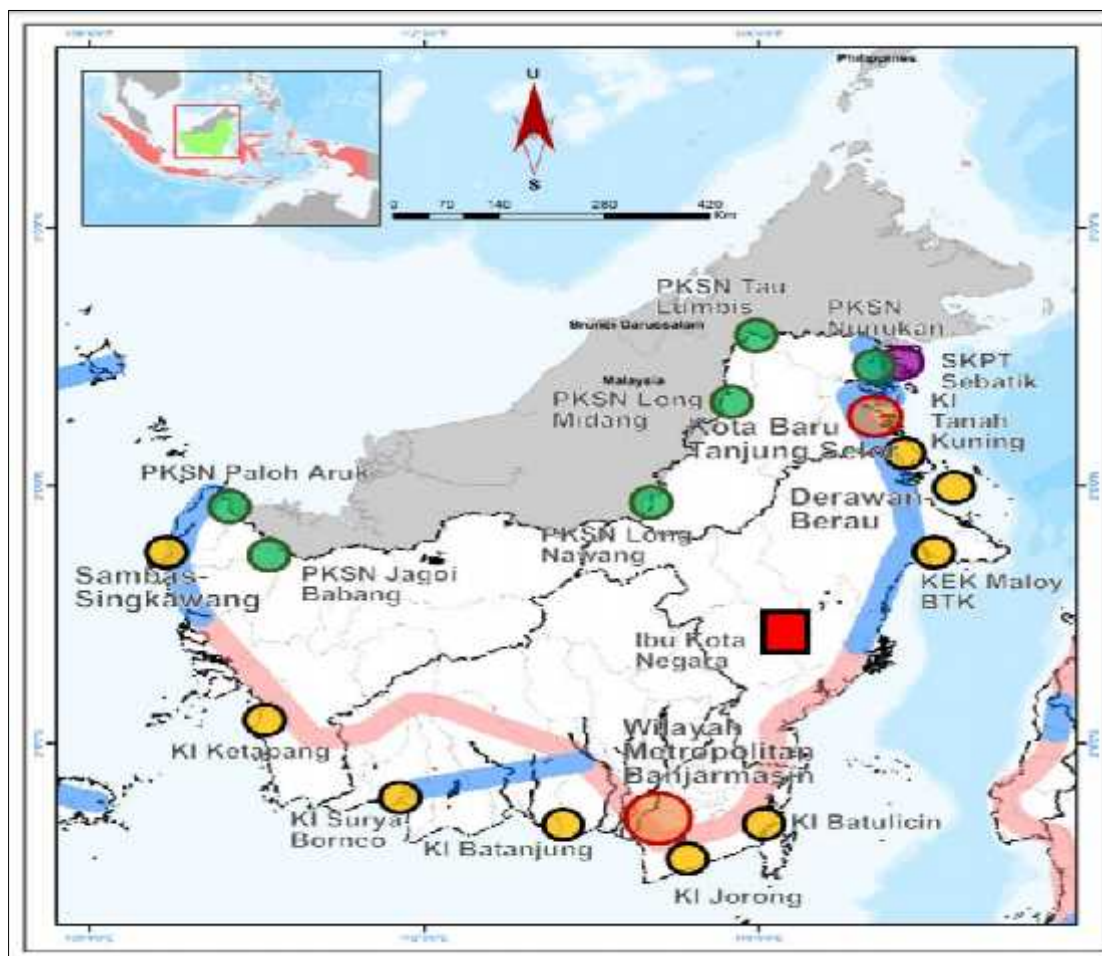 Philippines
U
S
0 70 140 280 420
Km
PKSN Tau
Lumbis
PKSN
Nunukan
Brunei Darussalam
SKPT
Sebatik
Malaysia
PKSN Long
Midang
KI
Tanah
Kuning
Kota Baru
Tanjung Selor
PKSN Paloh Aruk
Derawan-
Berau
PKSN Long
Nawang
PKSN Jagoi
Babang
Sambas-
Singkawang
KEK Maloy
BTK
Ibu Kota
Negara
KI Ketapang
Wilayah
Metropolitan
Banjarmasin
KI Surya
Borneo
KI Batanjung
KI Batulicin
KI Jorong